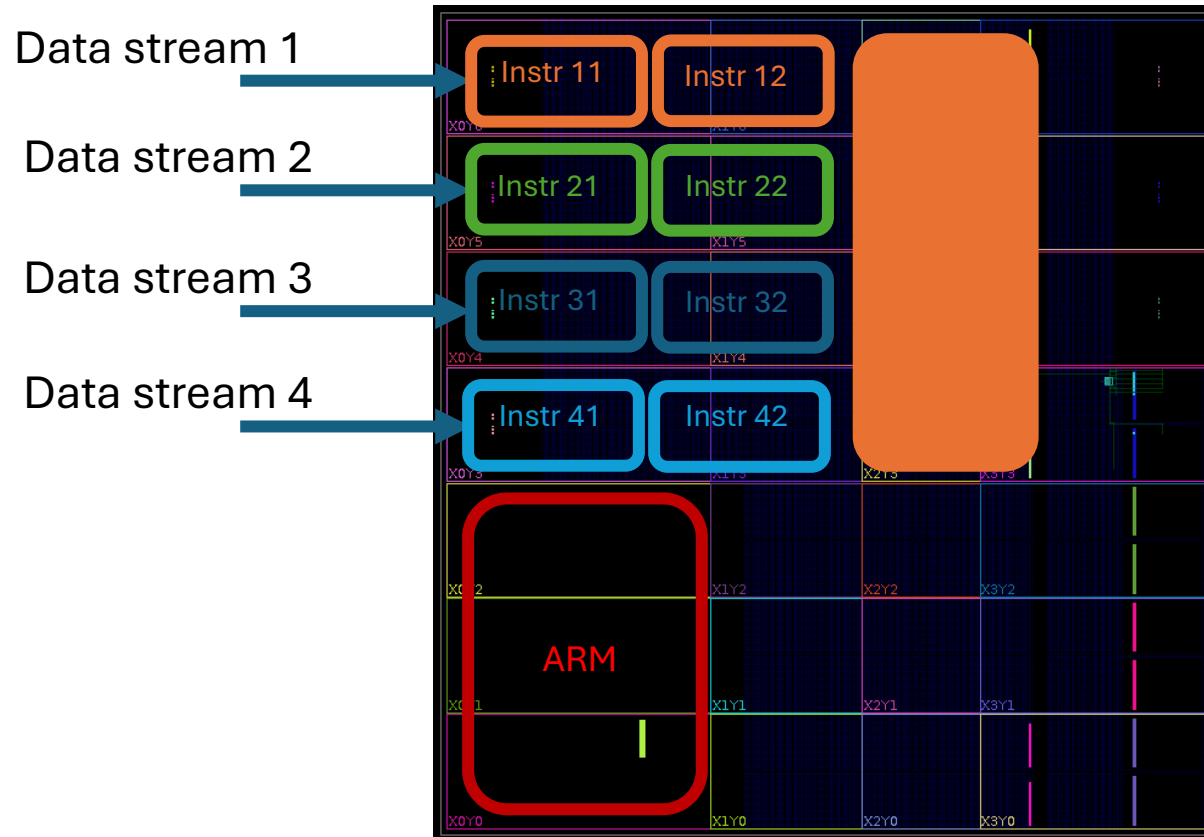 Data stream 1
Instr 11
Instr 12
X0Y6
X1Y6
Data stream 2
Instr 21
Instr 22
X0Y5
X1Y5
Data stream 3
Instr 31
Instr 32
X0Y4
X1Y4
Data stream 4
Instr 41
Instr 42
X0Y3
X1Y3
X2Y3
X3Y3
X0Y2
X1Y2
X2Y2
X3Y2
ARM
X1Y1
X2Y1
X3Y1
X0Y0
X1Y0
X2Y0
X3Y0